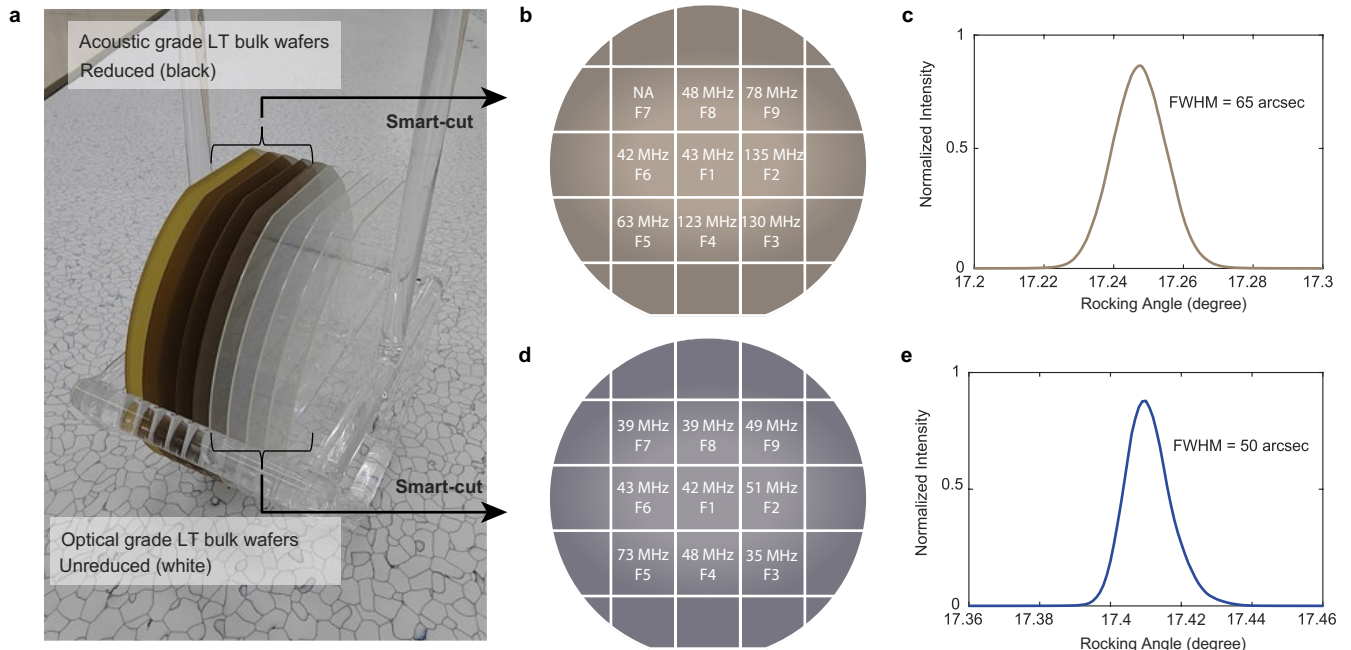 a
Acoustic grade LT bulk wafers
Reduced (black)
Smart-cut
Smart-cut
Optical grade LT bulk wafers
Unreduced (white)
b
NA 48 MHz 78 MHz
F7 F8 F9
42 MHz 43 MHz 135 MHz
F6 F1 F2
63 MHz 123 MHz 130 MHz
F5 F4 F3
c
Normalized Intensity
1
0.5
0
FWHM = 65 arcsec
17.2 17.22 17.24 17.26 17.28 17.3
Rocking Angle (degree)
d
39 MHz 39 MHz 49 MHz
F7 F8 F9
43 MHz 42 MHz 51 MHz
F6 F1 F2
73 MHz 48 MHz 35 MHz
F5 F4 F3
e
Normalized Intensity
1
0.5
0
FWHM = 50 arcsec
17.36 17.38 17.4 17.42 17.44 17.46
Rocking Angle (degree)